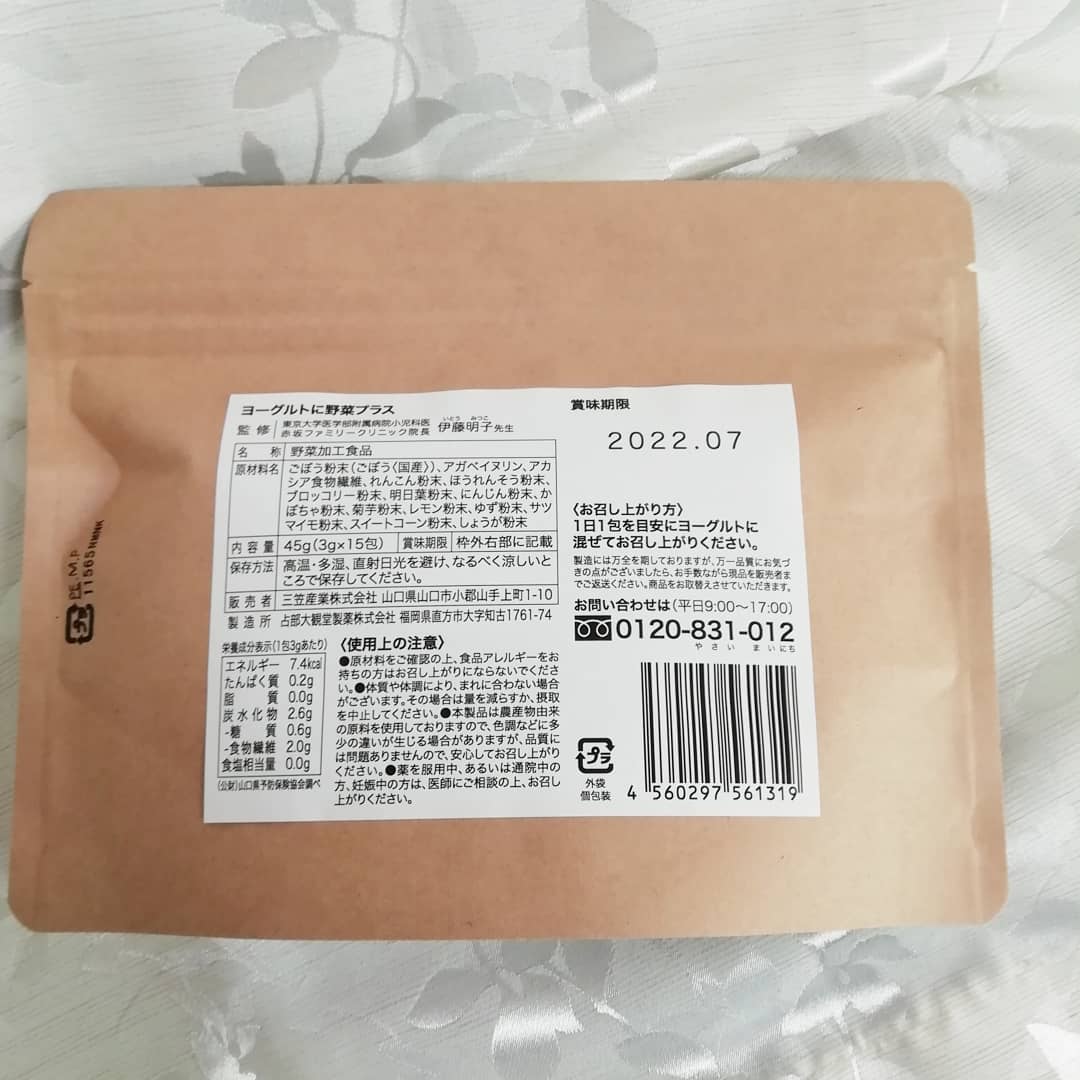 ヨーグルトに野菜プラス
監修
東京大学医学部附属病院小児科医
赤坂ファミリークリニック院長
いとう みつこ
伊藤明子先生
名称 野菜加工食品
原材料名 ごぼう粉末(ごぼう〈国産〉)、アガベイヌリン、アカ
シア食物繊維、れんこん粉末、ほうれんそう粉末、
ブロッコリー粉末、明日葉粉末、にんじん粉末、か
ぼちゃ粉末、菊芋粉末、レモン粉末、ゆず粉末、サツ
マイモ粉末、スイートコーン粉末、しょうが粉末
内容量 45g(3g×15包) 賞味期限 枠外右部に記載
保存方法 高温・多湿、直射日光を避け、なるべく涼しいと
ころで保存してください。
販売者 三笠産業株式会社 山口県山口市小郡山手上町1-10
製造所 占部大観堂製薬株式会社 福岡県直方市大字知古1761-74
栄養成分表示(1包3gあたり)
エネルギー 7.4kcal
たんぱく質 0.2g
脂質 0.0g
炭水化物 2.6g
-糖質 0.6g
-食物繊維 2.0g
食塩相当量 0.0g
(公財)山口県予防保険協会調べ
〈使用上の注意〉
●原材料をご確認の上、食品アレルギーをお
持ちの方はお召し上がりにならないでくださ
い。●体質や体調により、まれに合わない場合
がございます。その場合は量を減らすか、摂取
を中止してください。●本製品は農産物由来
の原料を使用しておりますので、色調などに多
少の違いが生じる場合がありますが、品質に
は問題ありませんので、安心してお召し上がり
ください。●薬を服用中、あるいは通院中の
方、妊娠中の方は、医師にご相談の上、お召し
上がりください。
賞味期限
2022.07
〈お召し上がり方〉
1日1包を目安にヨーグルトに
混ぜてお召し上がりください。
製造には万全を期しておりますが、万一品質にお気づ
きの点がございましたら、お手数ながら現品を販売者ま
でご返送ください。商品をお取替えさせていただきます。
お問い合わせは(平日9:00〜17:00)
0120-831-012
やさい まいにち
プラ
外袋
個包装
4 560297 561319
プラ
PE,M,P
11565 NMNK